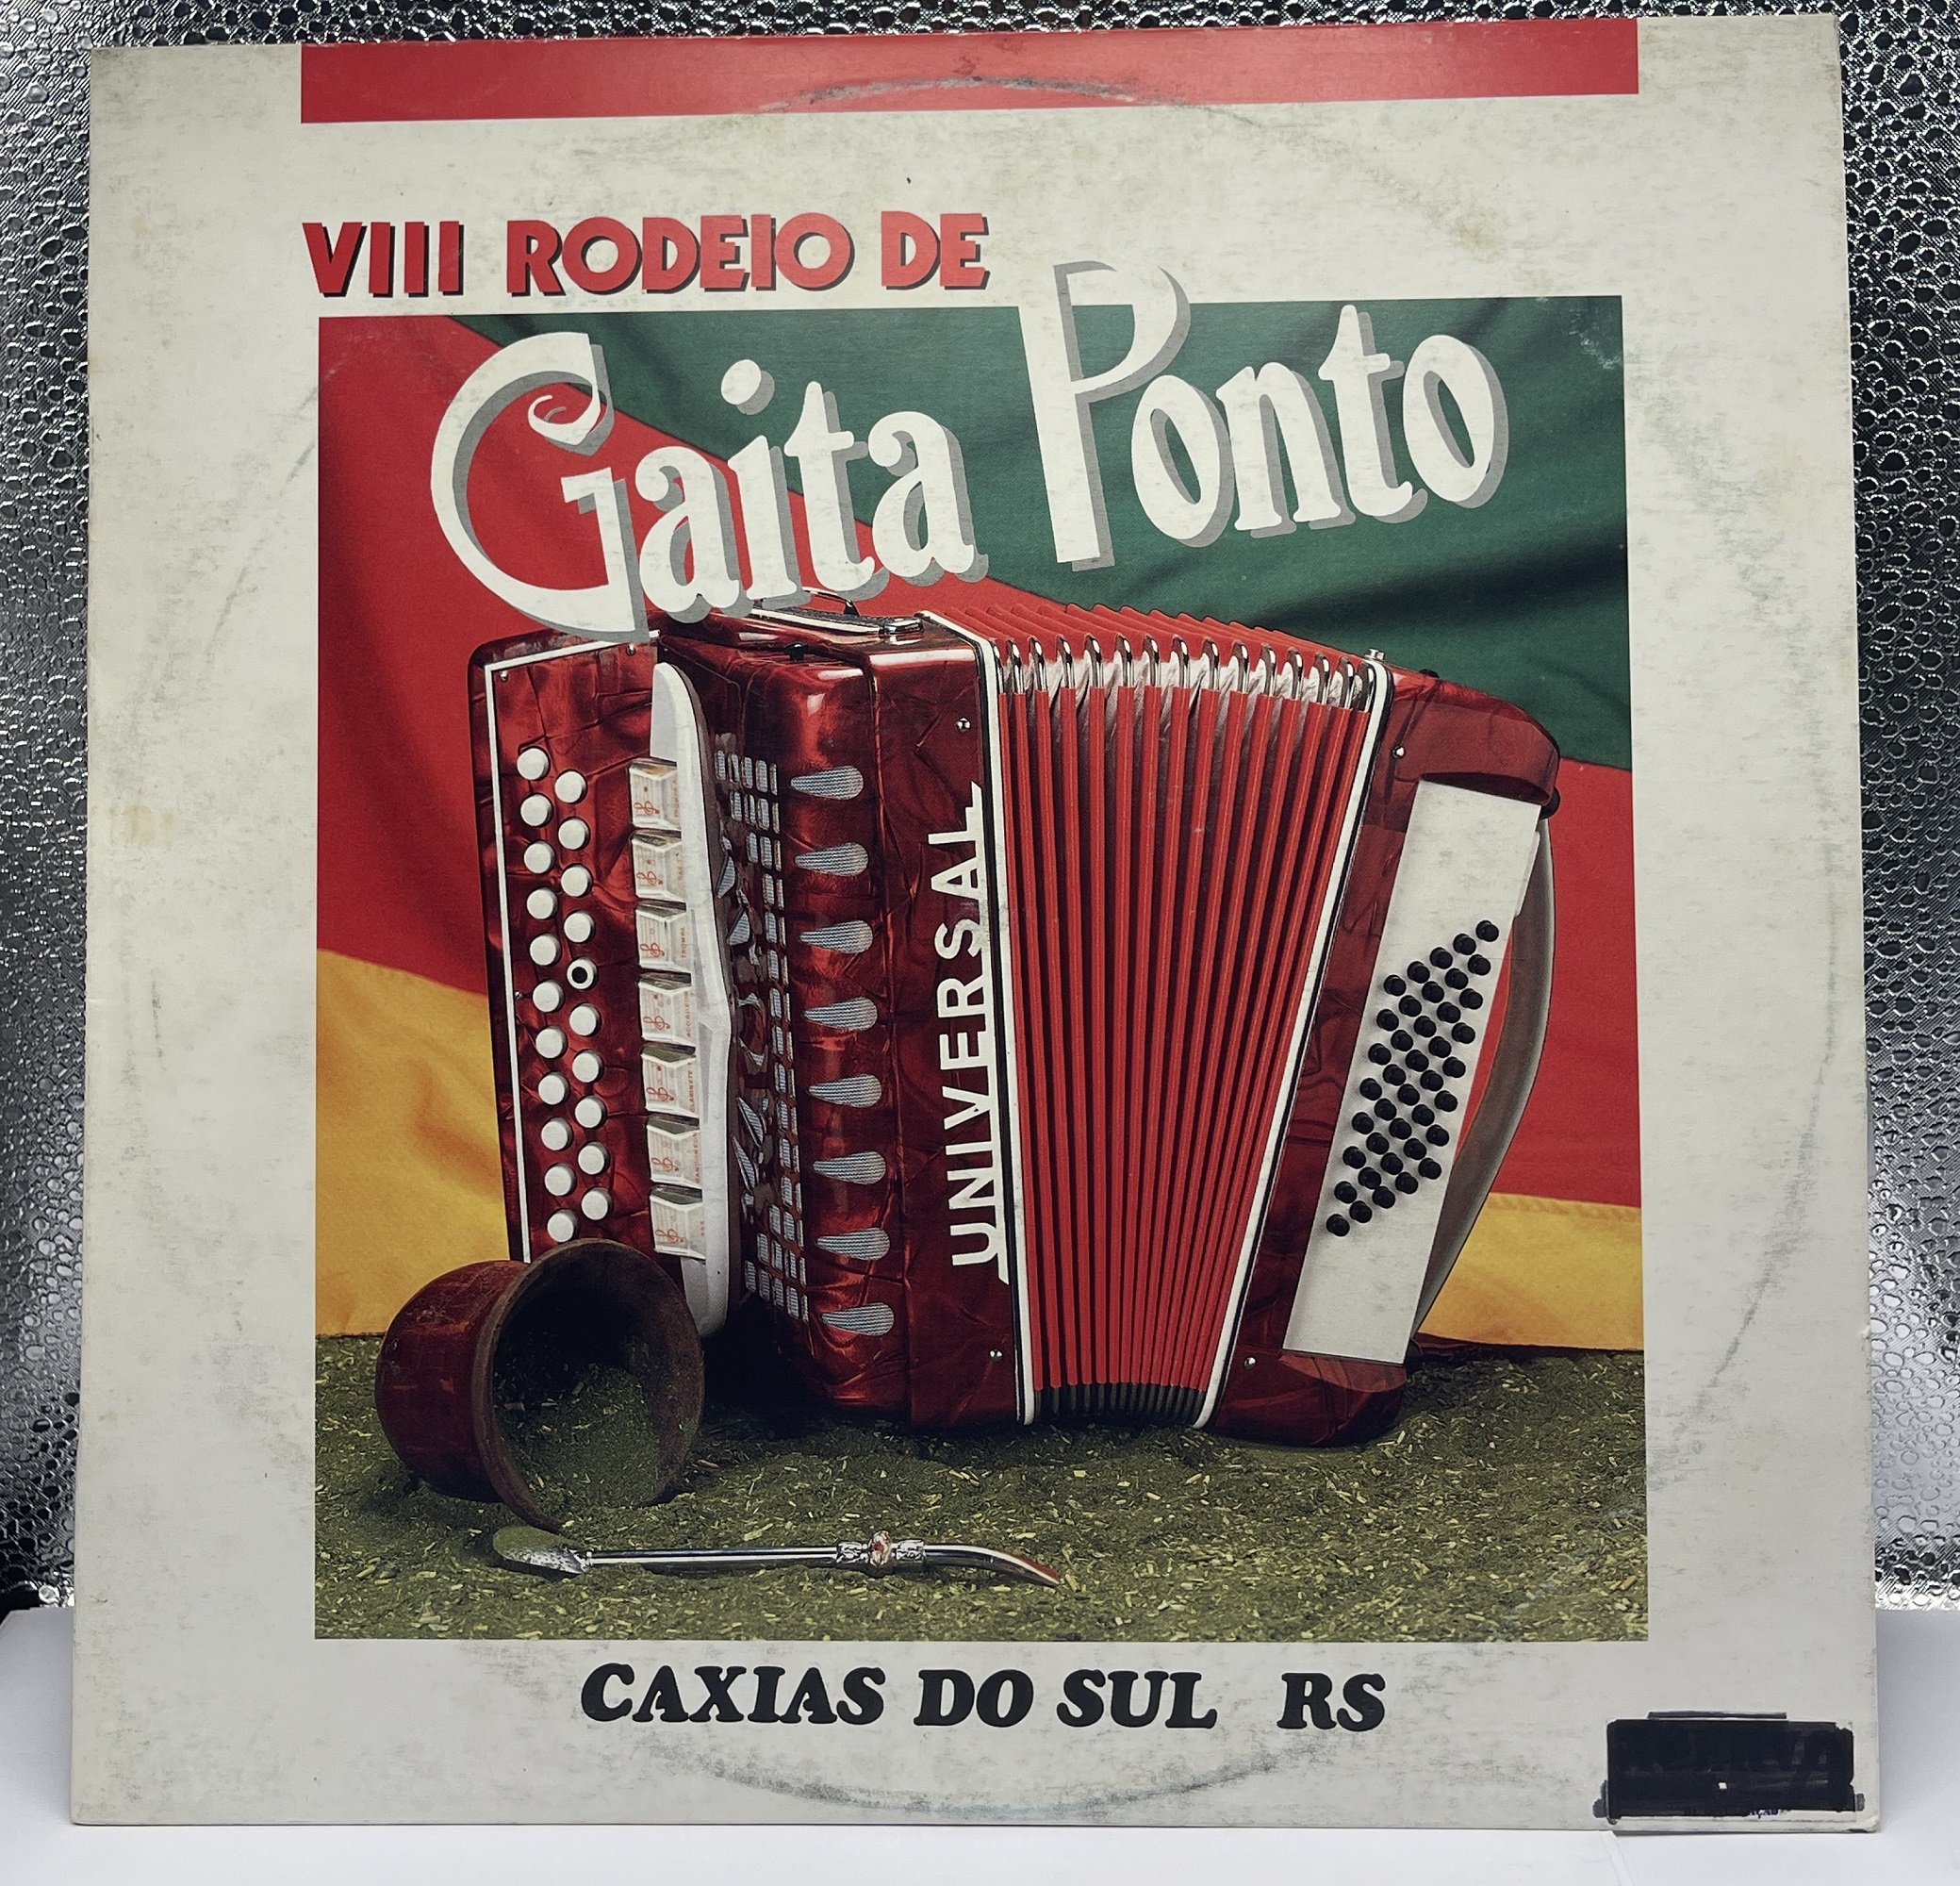 VIII RODEIO DE
Gaita Ponto
UNIVERSAL
CAXIAS DO SUL RS